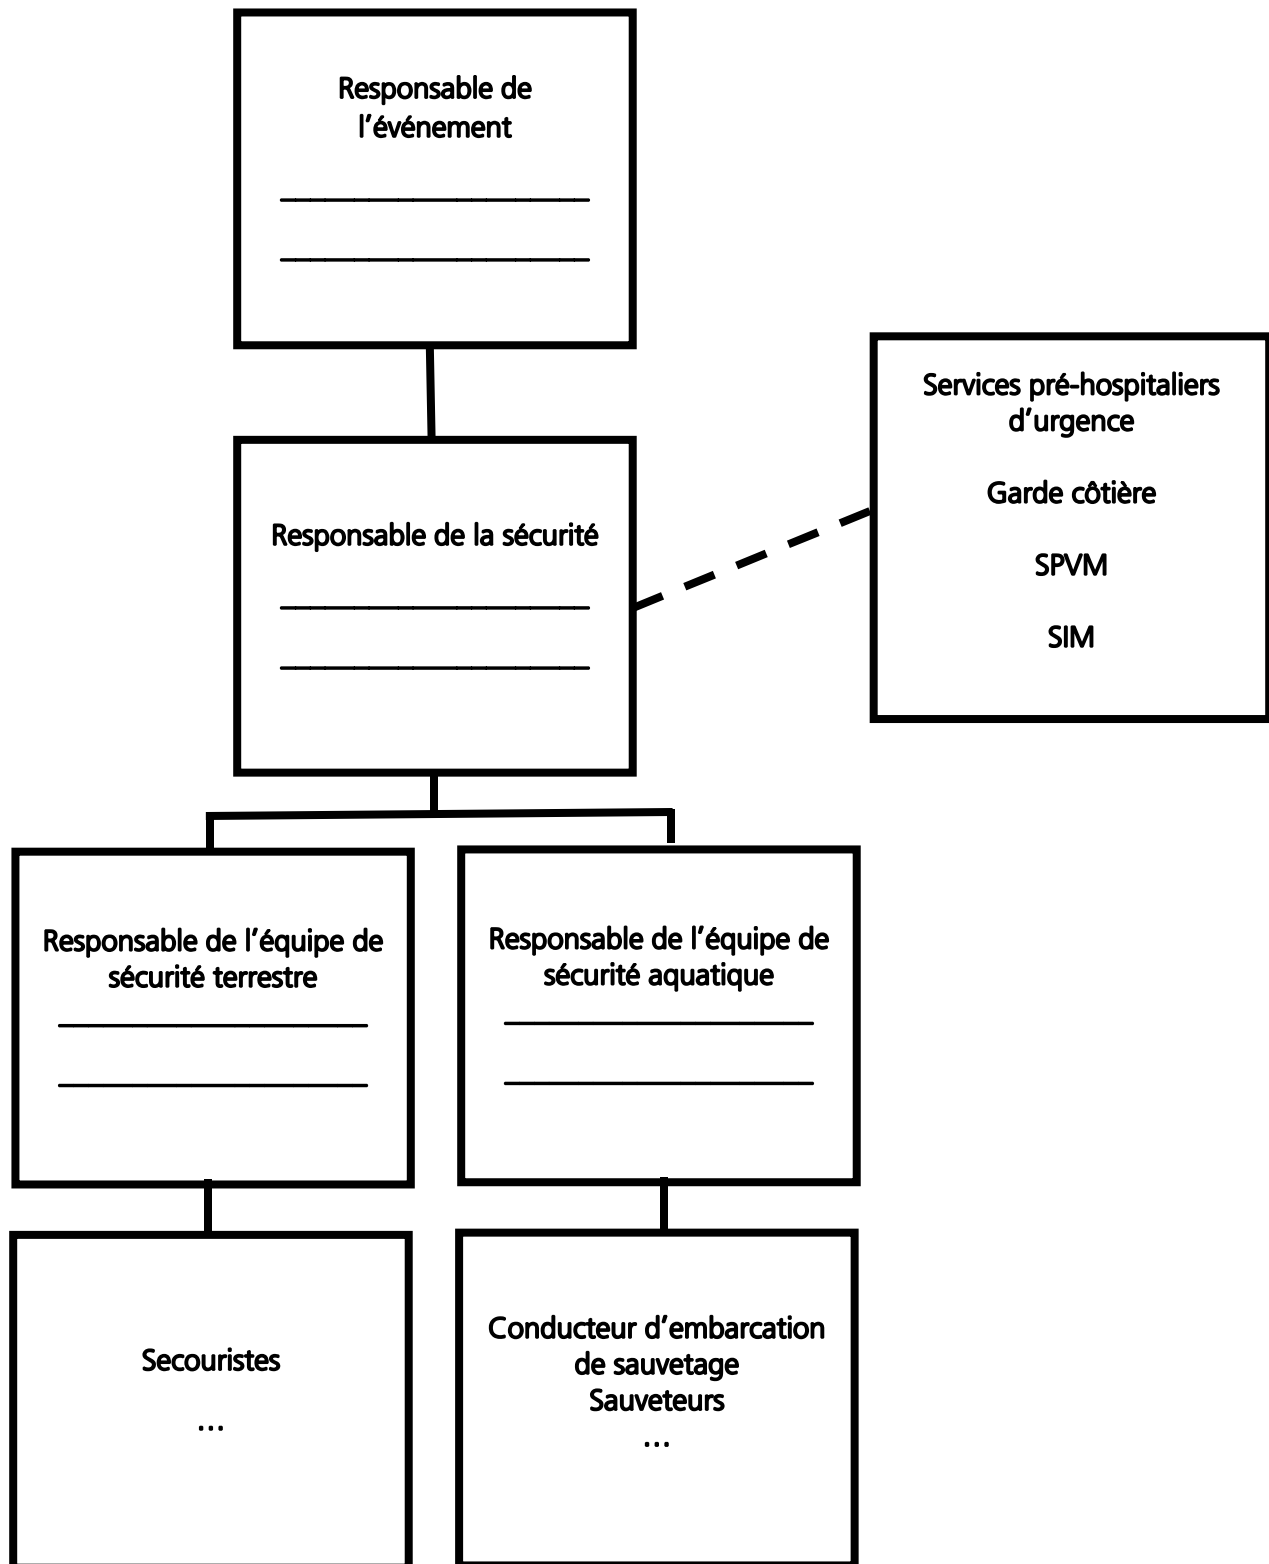 Responsable de
l'événement
Services pré-hospitaliers
d'urgence
Garde côtière
SPVM
SIM
Responsable de la sécurité
Responsable de l'équipe de
sécurité terrestre
Responsable de l'équipe de
sécurité aquatique
Secouristes
...
Conducteur d'embarcation
de sauvetage
Sauveteurs
...